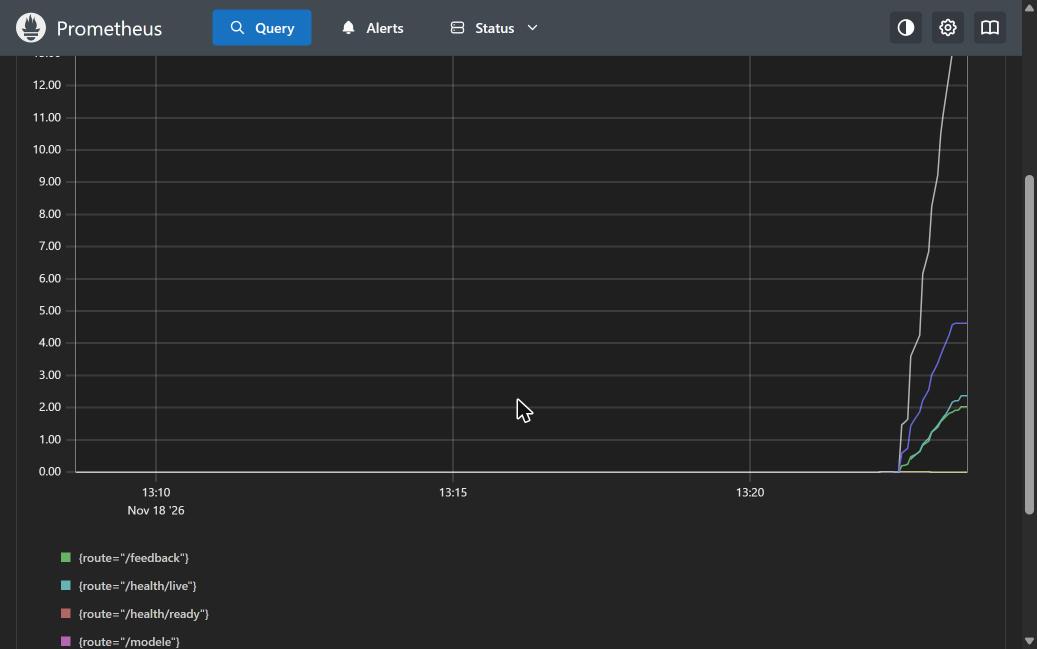 Prometheus
Query
Alerts
Status
13.00
12.00
11.00
10.00
9.00
8.00
7.00
6.00
5.00
4.00
3.00
2.00
1.00
0.00
13:10
13:15
13:20
Nov 18 '26
{route="/feedback"}
{route="/health/live"}
{route="/health/ready"}
{route="/modele"}